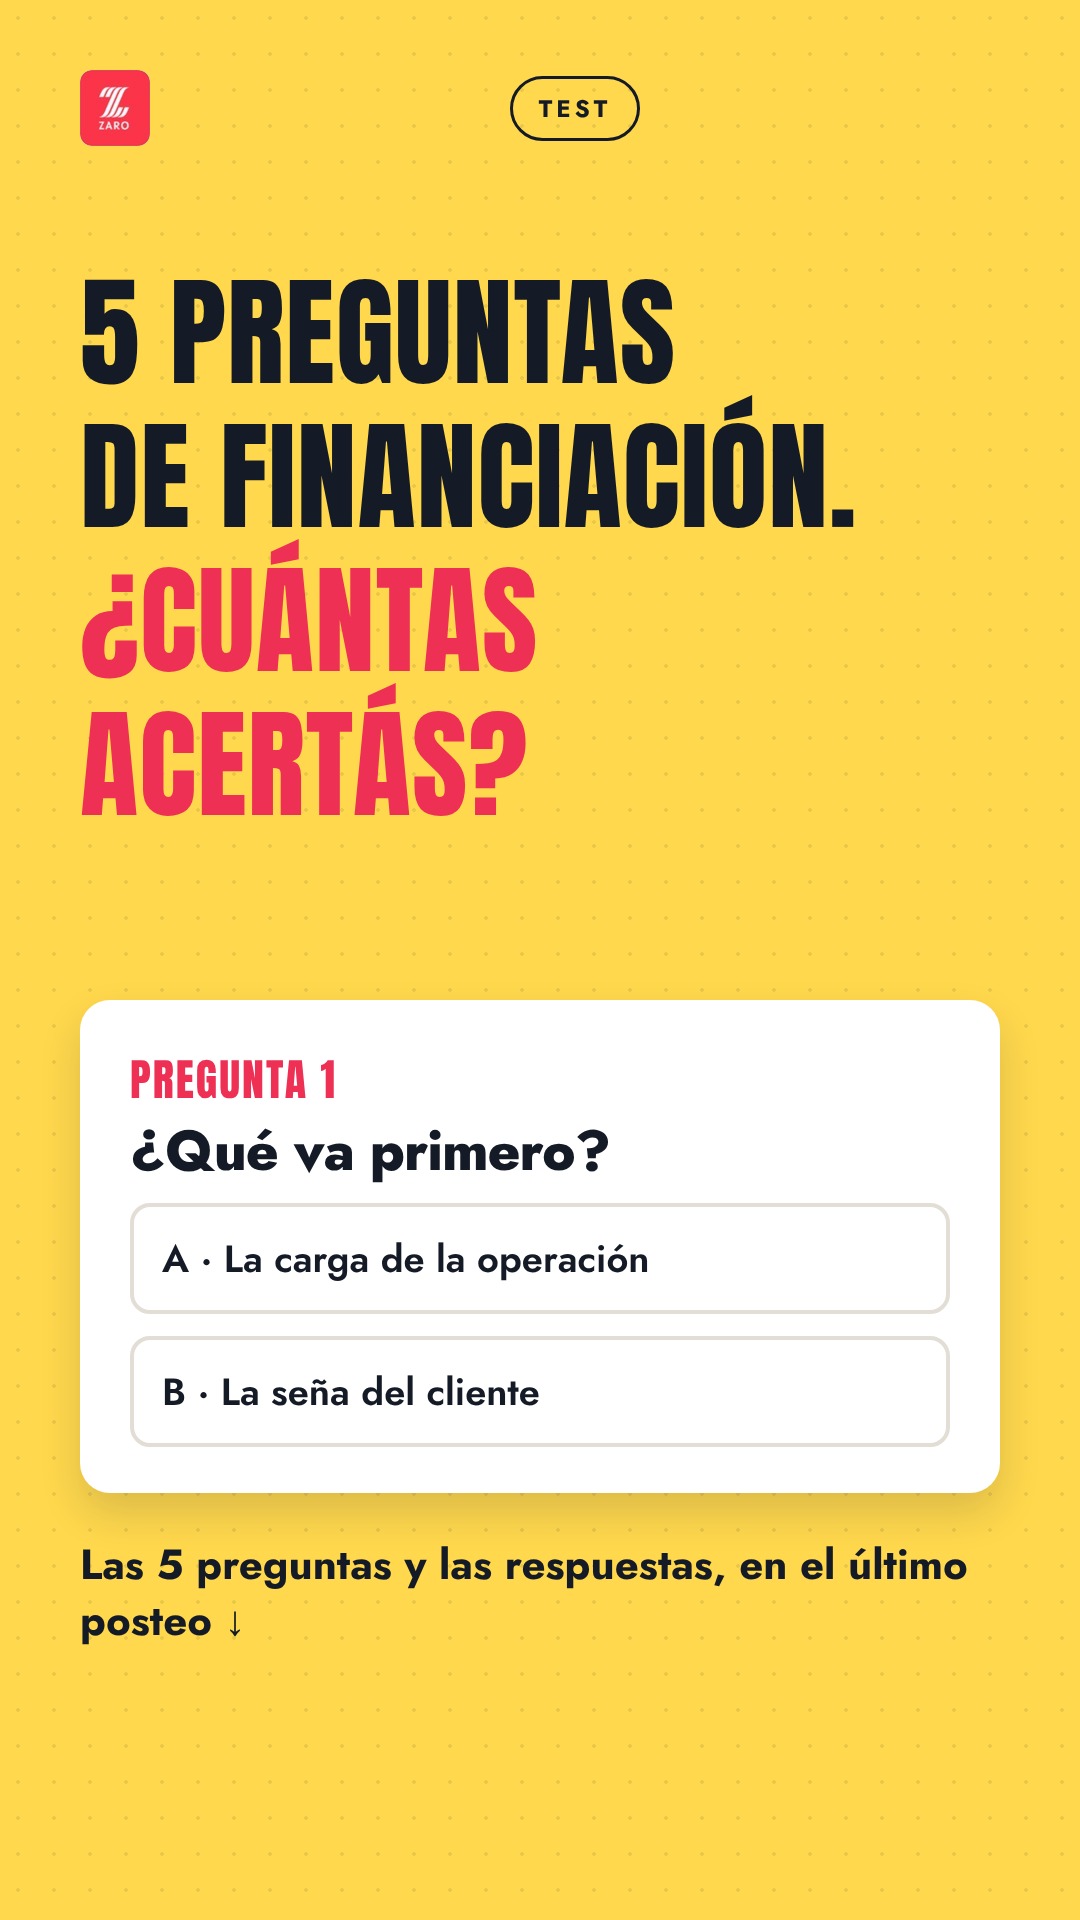 ZARO
TEST
5 PREGUNTAS
DE FINANCIACIÓN.
¿CUÁNTAS
ACERTÁS?
PREGUNTA 1
¿Qué va primero?
A · La carga de la operación
B · La seña del cliente
Las 5 preguntas y las respuestas, en el último
posteo ↓